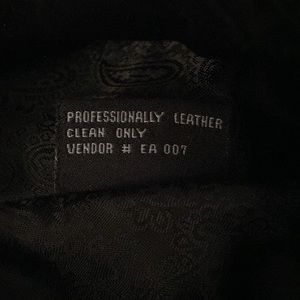 PROFESSIONALLY LEATHER
CLEAN ONLY
VENDOR # EA 007